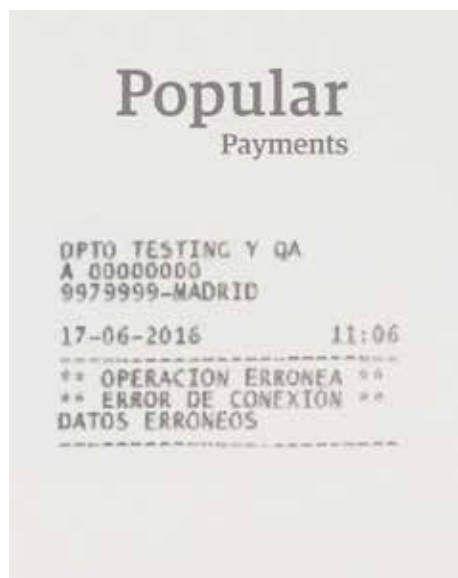 Popular
Payments
DPTO TESTING Y QA
A 00000000
9979999-MADRID
17-06-2016 11:06
** OPERACION ERRONEA **
** ERROR DE CONEXION **
DATOS ERRONEOS